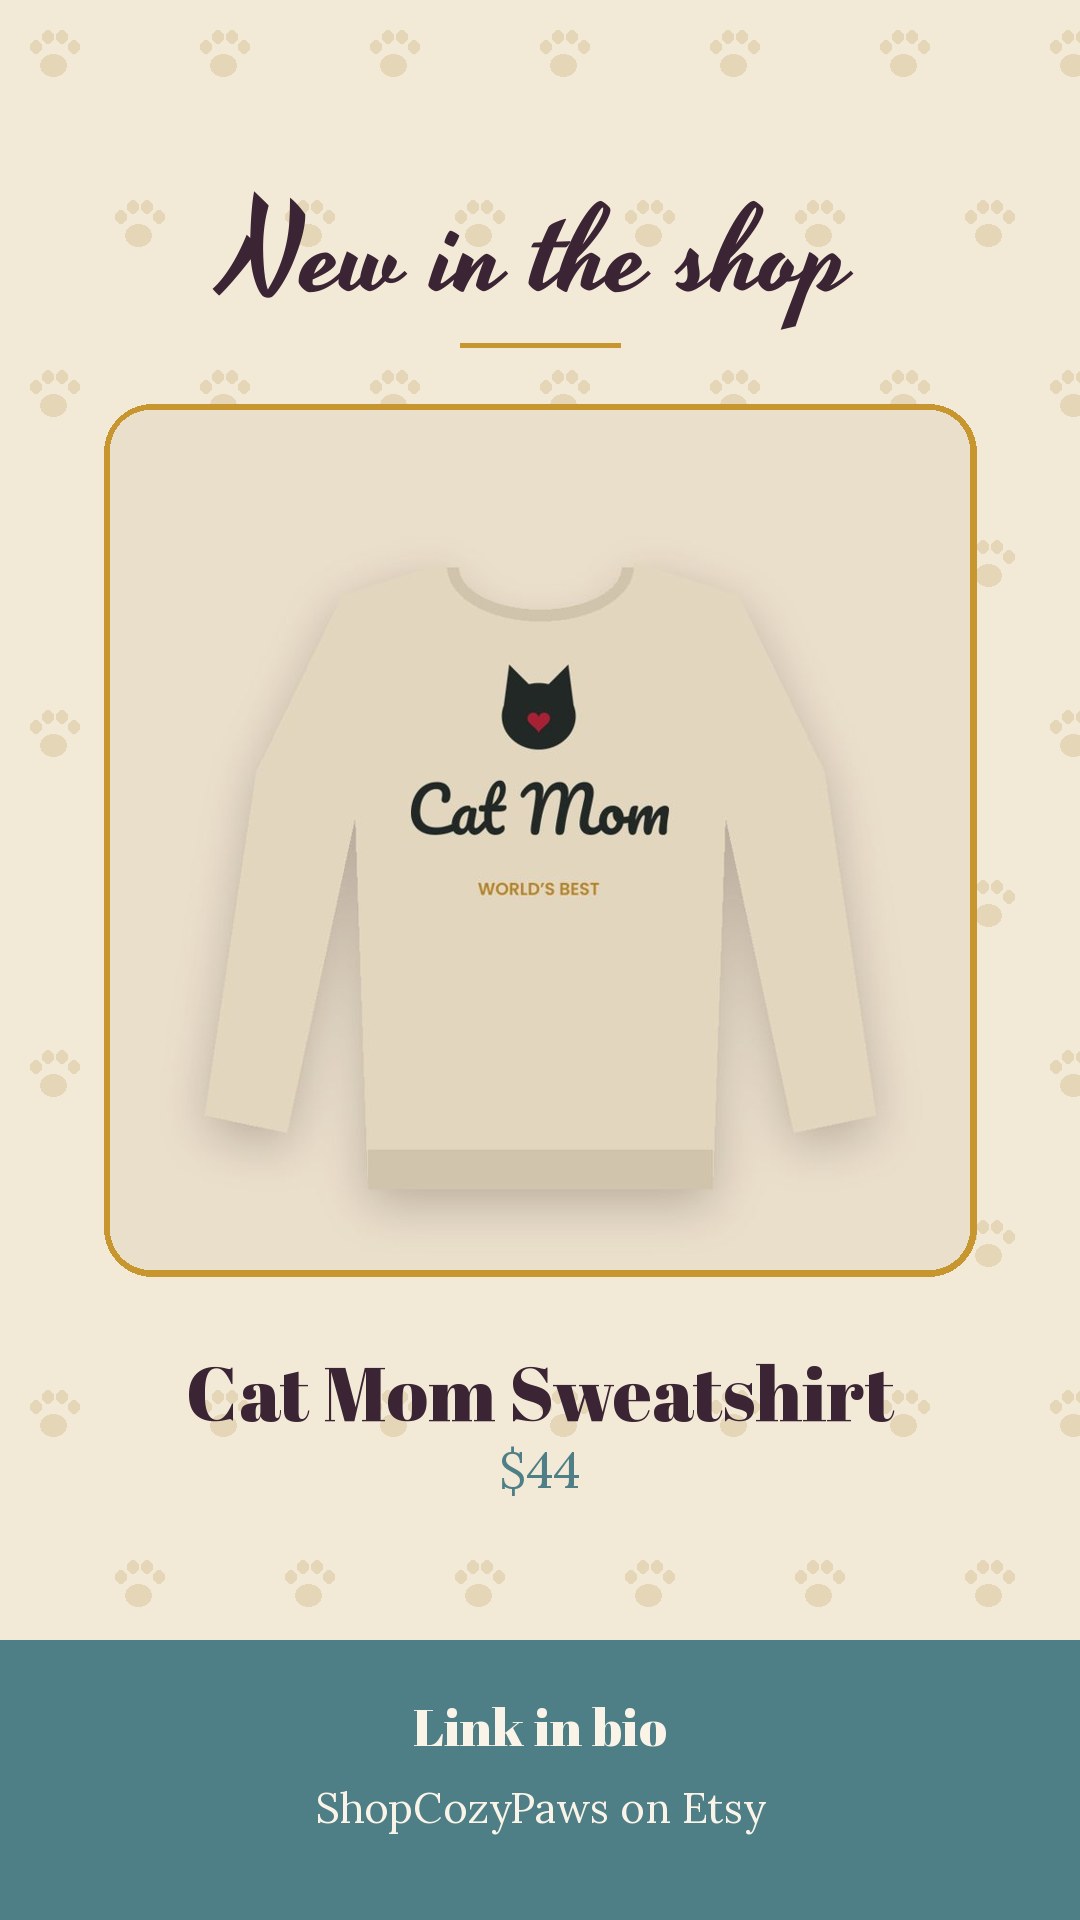 New in the shop
Cat Mom
WORLD'S BEST
Cat Mom Sweatshirt
$44
Link in bio
ShopCozyPaws on Etsy